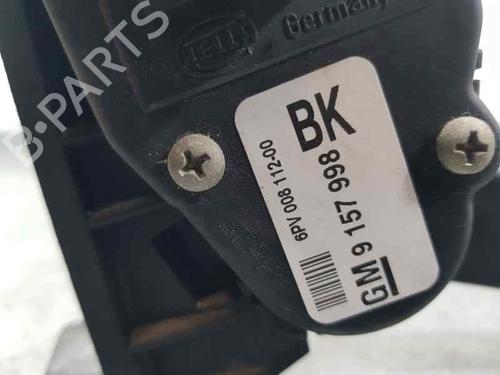 Germany
HELLA
BK
GM 9 157 998
6PV 008 112-00
B-PARTS